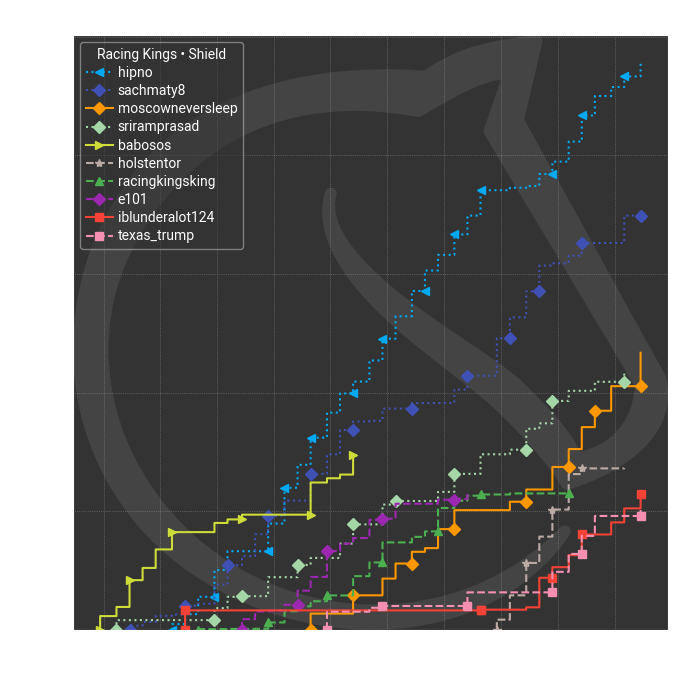 Racing Kings • Shield
hipno
sachmaty8
moscowneversleep
sriramprasad
babosos
holstentor
racingkingsking
e101
iblunderalot124
texas_trump